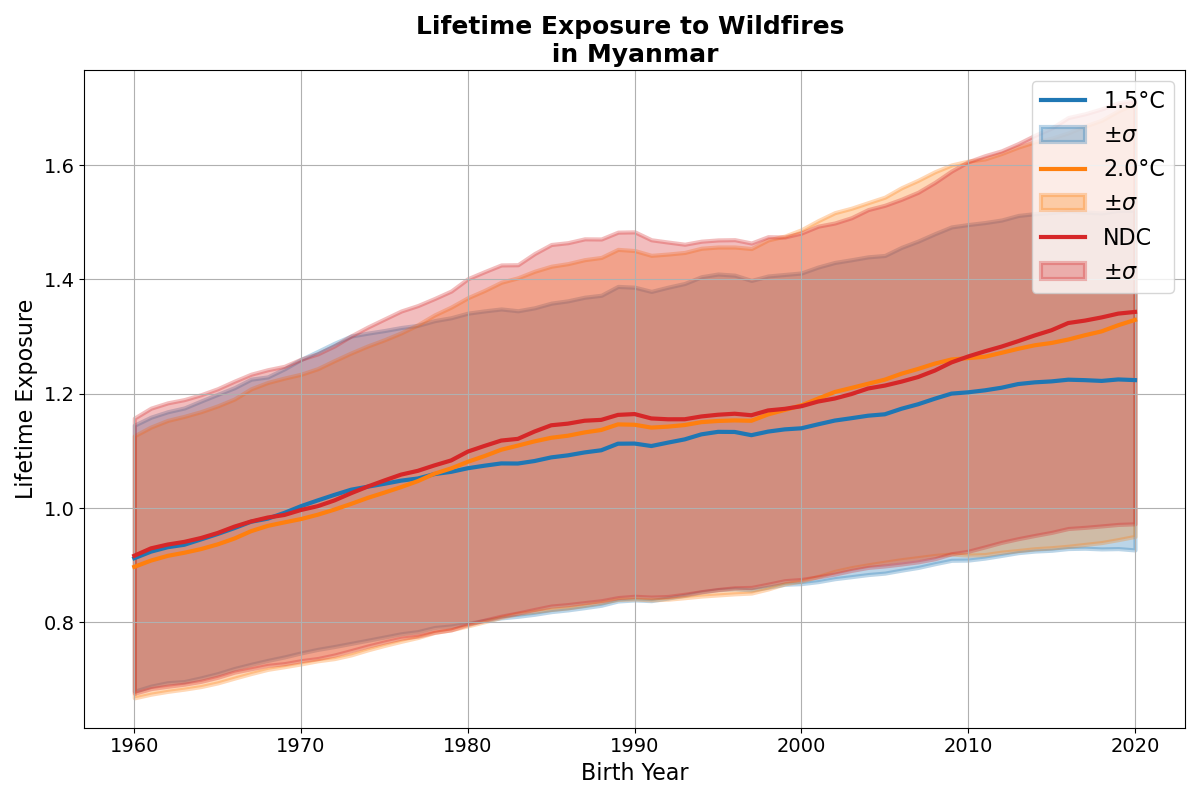 Lifetime Exposure to Wildfires
in Myanmar
Lifetime Exposure
1.6
1.4
1.2
1.0
0.8
1960
1970
1980
1990
2000
2010
2020
Birth Year
1.5°C
±σ
2.0°C
±σ
NDC
±σ